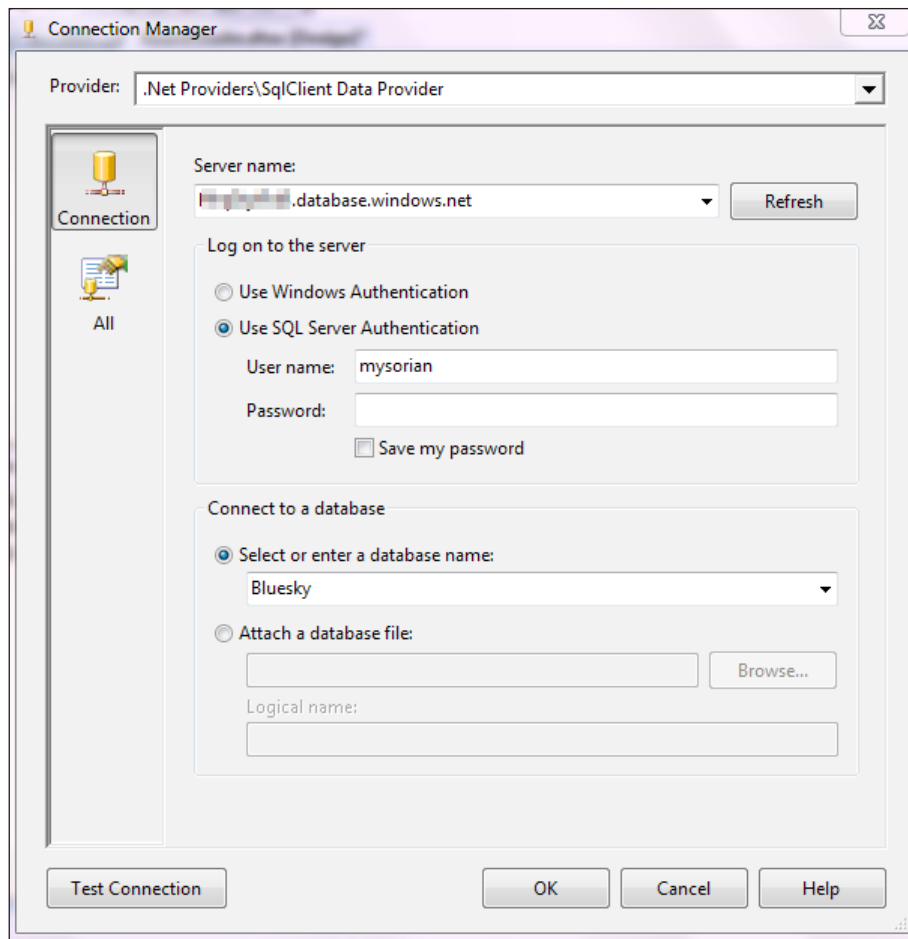 Connection Manager
Provider: .Net Providers\SqlClient Data Provider
Connection
All
Server name:
.database.windows.net
Refresh
Log on to the server
Use Windows Authentication
Use SQL Server Authentication
User name: mysorian
Password:
Save my password
Connect to a database
Select or enter a database name:
Bluesky
Attach a database file:
Browse...
Logical name:
Test Connection OK Cancel Help